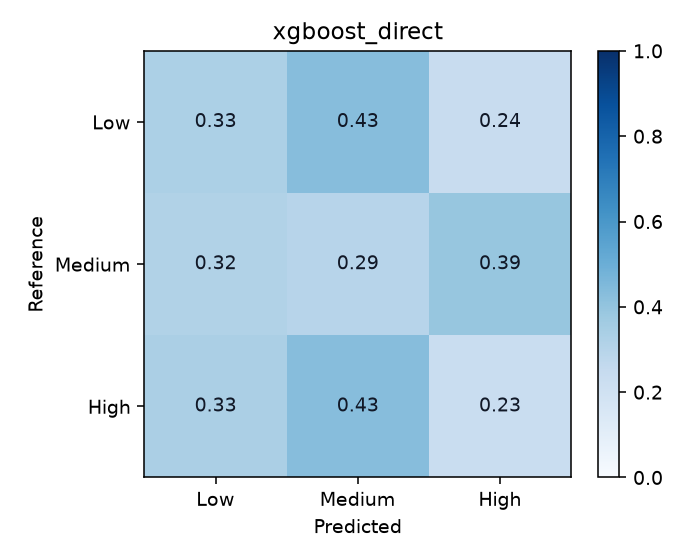 xgboost_direct
1.0
Low 0.33 0.43 0.24
0.8
0.6
Reference
Medium 0.32 0.29 0.39
0.4
High 0.33 0.43 0.23
0.2
0.0
Low Medium High
Predicted